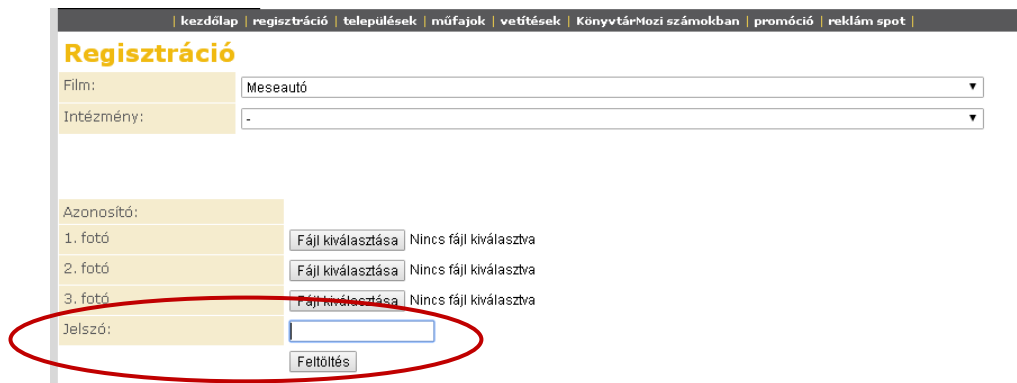 | kezdőlap | regisztráció | települések | műfajok | vetítések | KönyvtárMozi számokban | promóció | reklám spot |
Regisztráció
Film: Meseautó
Intézmény: -
Azonosító:
1. fotó Fájl kiválasztása Nincs fájl kiválasztva
2. fotó Fájl kiválasztása Nincs fájl kiválasztva
3. fotó Fájl kiválasztása Nincs fájl kiválasztva
Jelszó:
Feltöltés